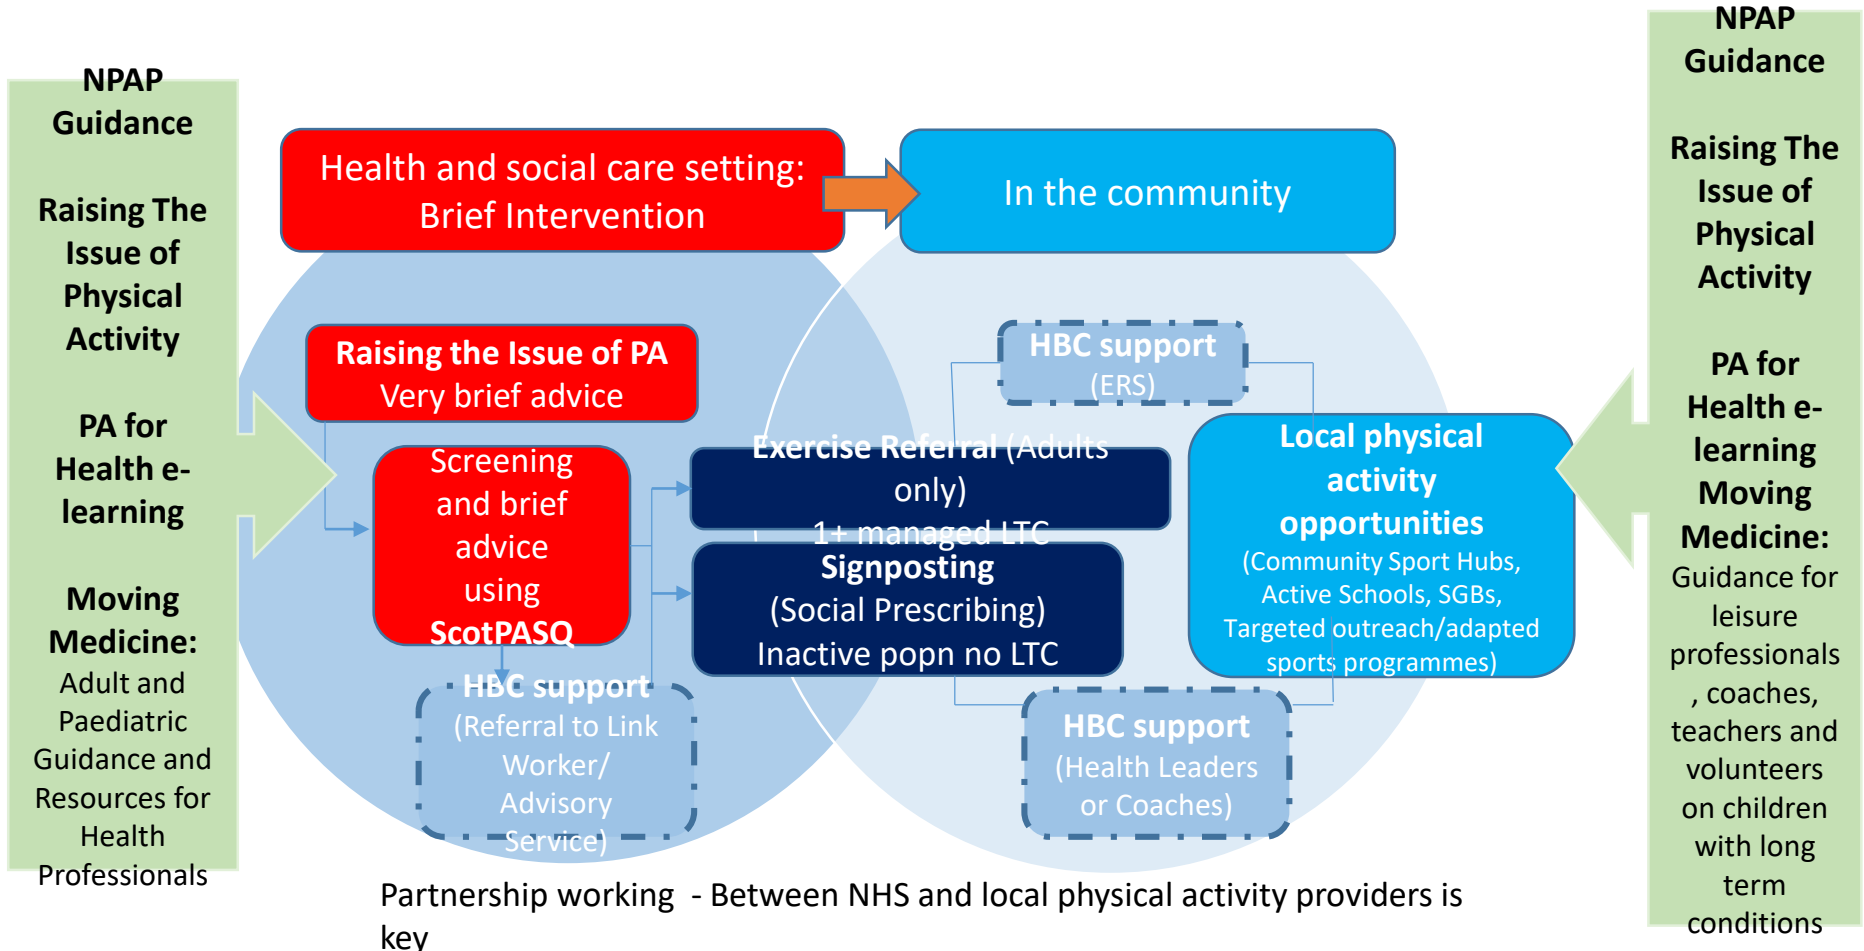 NPAP
Guidance
Raising The
Issue of
Physical
Activity
PA for
Health e-
learning
Moving
Medicine:
Adult and
Paediatric
Guidance and
Resources for
Health
Professionals
Health and social care setting:
Brief Intervention
In the community
Raising the Issue of PA
Very brief advice
Screening
and brief
advice
using
ScotPASQ
HBC support
(Referral to Link
Worker/
Advisory
Service)
Exercise Referral (Adults
only)
1+ managed LTC
Signposting
(Social Prescribing)
Inactive popn no LTC
HBC support
(ERS)
Local physical
activity
opportunities
(Community Sport Hubs,
Active Schools, SGBs,
Targeted outreach/adapted
sports programmes)
HBC support
(Health Leaders
or Coaches)
Partnership working - Between NHS and local physical activity providers is
key
NPAP
Guidance
Raising The
Issue of
Physical
Activity
PA for
Health e-
learning
Moving
Medicine:
Guidance for
leisure
professionals
, coaches,
teachers and
volunteers
on children
with long
term
conditions